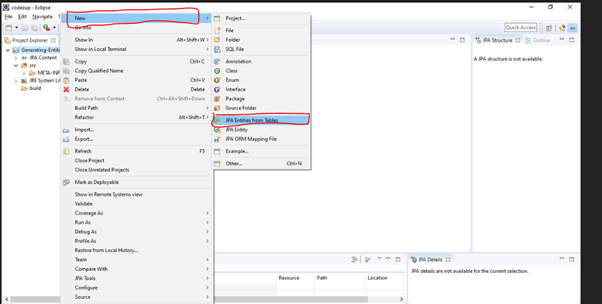 codezup - Eclipse
File Edit Navigate
Quick Access
Project Explorer
Generating-Entiti
JPA Content
src
META-INF
JRE System Lib
build
New
Go Into
Show In Alt+Shift+W
Show in Local Terminal
Copy Ctrl+C
Copy Qualified Name
Paste Ctrl+V
Delete Delete
Remove from Context Ctrl+Alt+Shift+Down
Build Path
Refactor Alt+Shift+T
Import...
Export...
Refresh F5
Close Project
Close Unrelated Projects
Mark as Deployable
Show in Remote Systems view
Validate
Coverage As
Run As
Debug As
Profile As
Restore from Local History...
Team
Compare With
JPA Tools
Configure
Source
Project...
File
Folder
SQL File
Annotation
Class
Enum
Interface
Package
Source Folder
JPA Entities from Tables
JPA Entity
JPA ORM Mapping File
Example...
Other... Ctrl+N
JPA Structure
Outline
A JPA structure is not available.
Resource Path Location
JPA Details
JPA details are not available for the current selection.